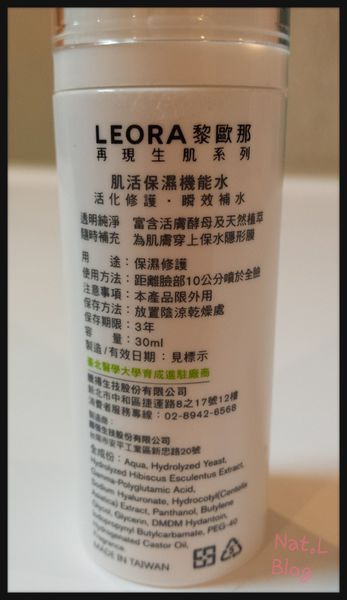 LEORA 黎歐那
再現生肌系列
肌活保濕機能水
活化修護・瞬效補水
透明純淨 富含活膚酵母及天然植萃
隨時補充 為肌膚穿上保水隱形膜
用途：保濕修護
使用方法：距離臉部10公分噴於全臉
注意事項：本產品限外用
保存方法：放置陰涼乾燥處
保存期限：3年
容量：30ml
製造/有效日期：見標示
臺北醫學大學育成進駐廠商
生技股份有限公司
新北市中和區捷運路8之17號12樓
消費者服務專線：02-8942-6568
製造商：
生技股份有限公司
台南市安平工業區新忠路20號
全成份：Aqua, Hydrolyzed Yeast,
Hydrolyzed Hibiscus Esculentus Extract,
Gamma-Polyglutamic Acid,
Sodium Hyaluronate, Hydrocotyl(Centella
Asiatica) Extract, Panthenol, Butylene
Glycol, Glycerin, DMDM Hydantoin,
Iodopropynyl Butylcarbamate, PEG-40
Hydrogenated Castor Oil,
Fragrance
MADE IN TAIWAN
Nat.L
Blog